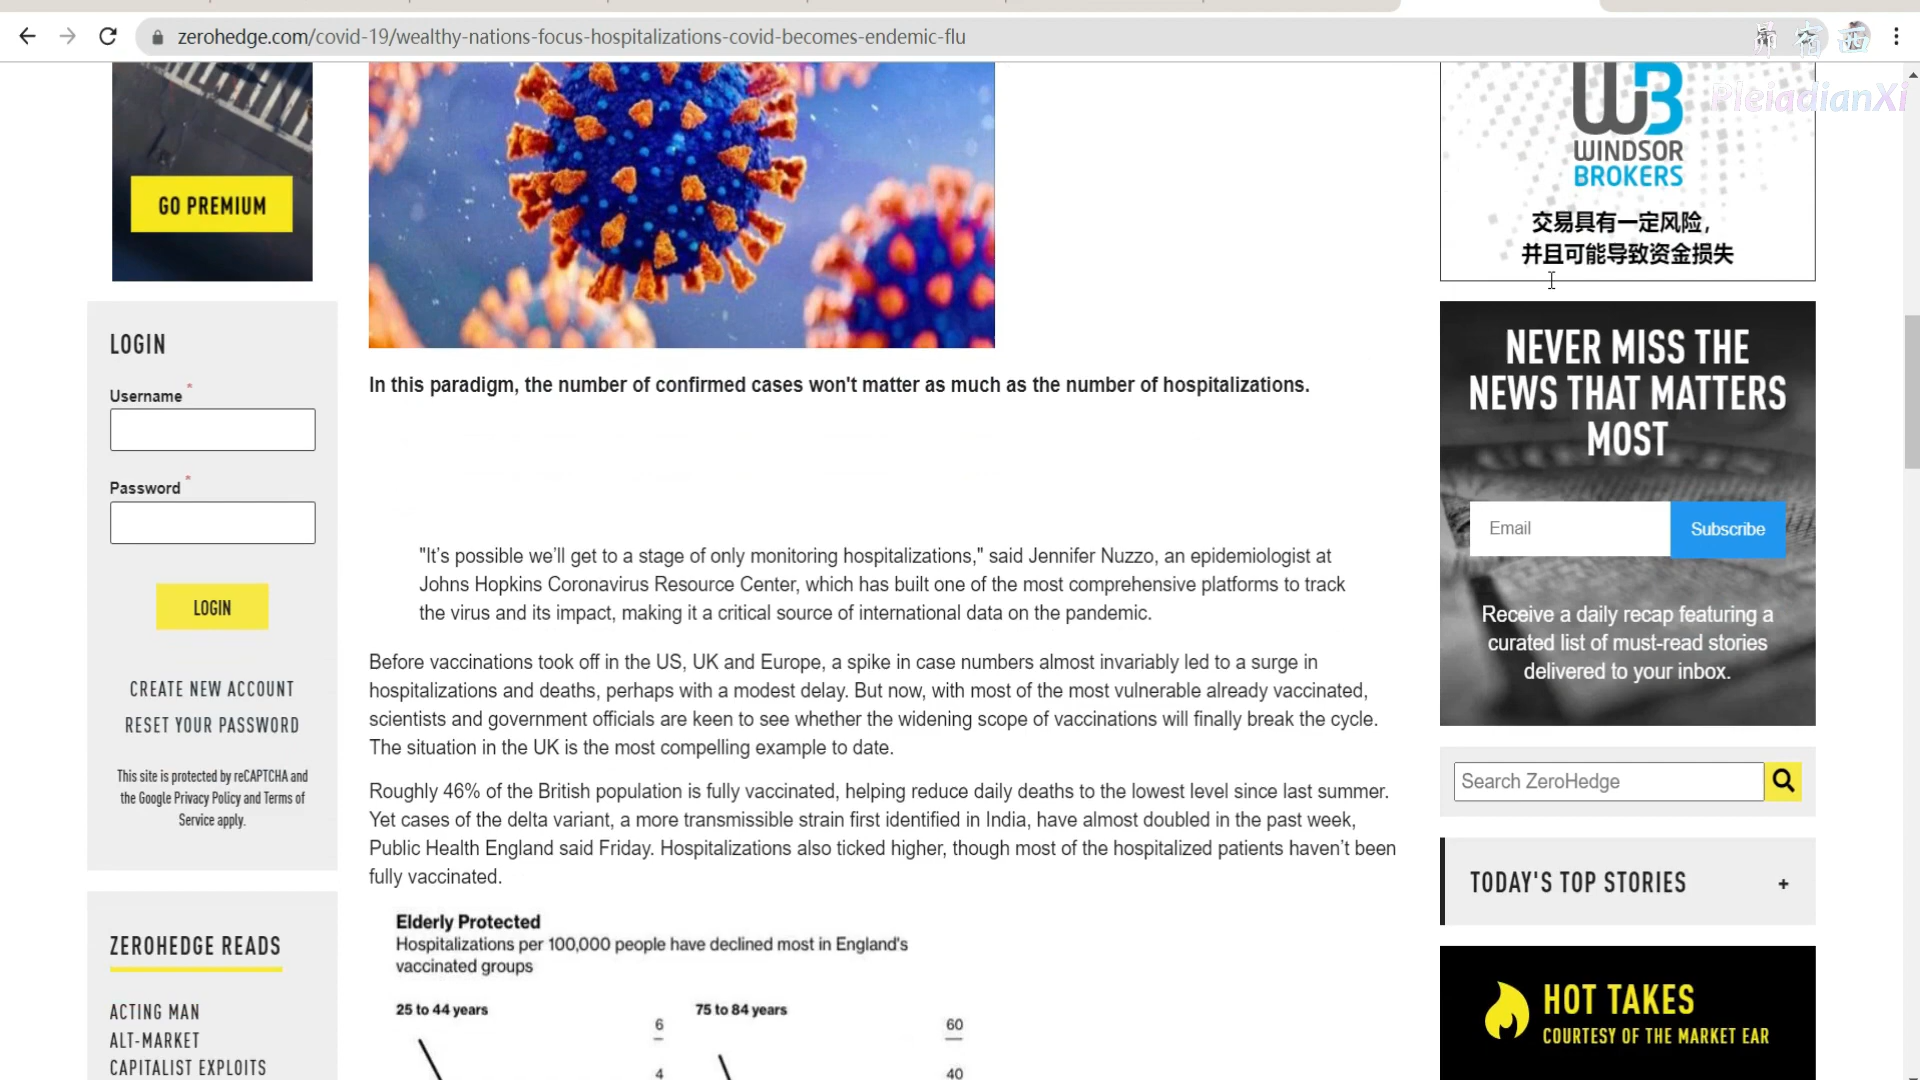 zerohedge.com/covid-19/wealthy-nations-focus-hospitalizations-covid-becomes-endemic-flu
昴宿西
PleiadianXi
GO PREMIUM
LOGIN
Username *
Password *
LOGIN
CREATE NEW ACCOUNT
RESET YOUR PASSWORD
This site is protected by reCAPTCHA and
the Google Privacy Policy and Terms of
Service apply.
ZEROHEDGE READS
ACTING MAN
ALT-MARKET
CAPITALIST EXPLOITS
In this paradigm, the number of confirmed cases won't matter as much as the number of hospitalizations.
"It’s possible we’ll get to a stage of only monitoring hospitalizations," said Jennifer Nuzzo, an epidemiologist at
Johns Hopkins Coronavirus Resource Center, which has built one of the most comprehensive platforms to track
the virus and its impact, making it a critical source of international data on the pandemic.
Before vaccinations took off in the US, UK and Europe, a spike in case numbers almost invariably led to a surge in
hospitalizations and deaths, perhaps with a modest delay. But now, with most of the most vulnerable already vaccinated,
scientists and government officials are keen to see whether the widening scope of vaccinations will finally break the cycle.
The situation in the UK is the most compelling example to date.
Roughly 46% of the British population is fully vaccinated, helping reduce daily deaths to the lowest level since last summer.
Yet cases of the delta variant, a more transmissible strain first identified in India, have almost doubled in the past week,
Public Health England said Friday. Hospitalizations also ticked higher, though most of the hospitalized patients haven’t been
fully vaccinated.
Elderly Protected
Hospitalizations per 100,000 people have declined most in England's
vaccinated groups
25 to 44 years
75 to 84 years
6
60
4
40
WB
WINDSOR
BROKERS
交易具有一定风险，
并且可能导致资金损失
NEVER MISS THE
NEWS THAT MATTERS
MOST
Email
Subscribe
Receive a daily recap featuring a
curated list of must-read stories
delivered to your inbox.
Search ZeroHedge
TODAY'S TOP STORIES +
HOT TAKES
COURTESY OF THE MARKET EAR